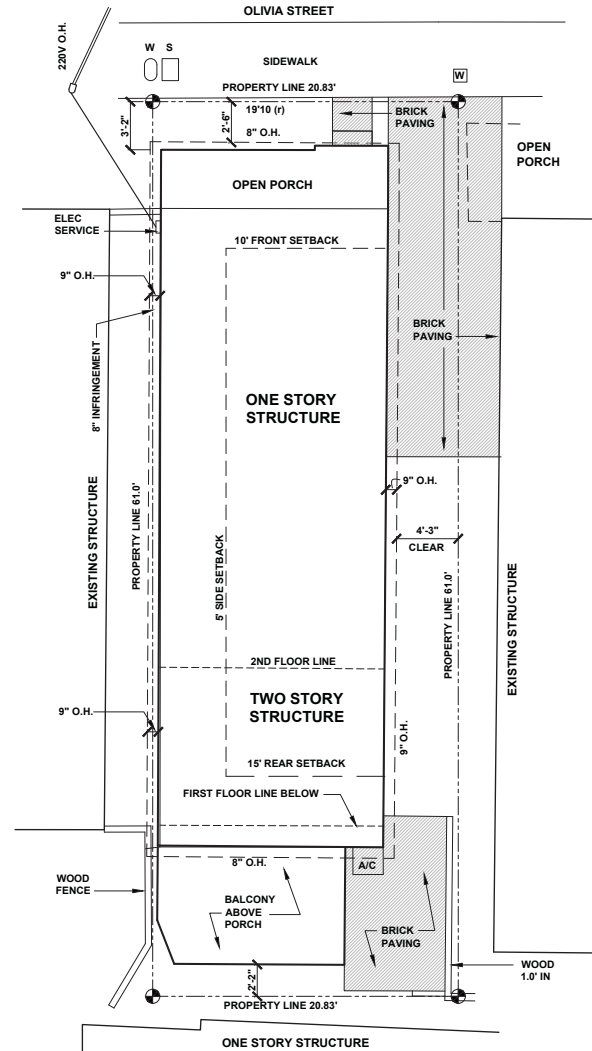 OLIVIA STREET
220V O.H.
W S
SIDEWALK
W
PROPERTY LINE 20.83'
3'-2"
2'-6"
19'10 (r)
8" O.H.
BRICK
PAVING
OPEN
PORCH
OPEN PORCH
ELEC
SERVICE
10' FRONT SETBACK
9" O.H.
8" INFRINGEMENT
BRICK
PAVING
ONE STORY
STRUCTURE
9" O.H.
4'-3"
CLEAR
EXISTING STRUCTURE
PROPERTY LINE 61.0'
5' SIDE SETBACK
PROPERTY LINE 61.0'
EXISTING STRUCTURE
2ND FLOOR LINE
TWO STORY
STRUCTURE
9" O.H.
9" O.H.
15' REAR SETBACK
FIRST FLOOR LINE BELOW
8" O.H.
A/C
WOOD
FENCE
BALCONY
ABOVE
PORCH
BRICK
PAVING
WOOD
1.0' IN
2'-2"
PROPERTY LINE 20.83'
ONE STORY STRUCTURE